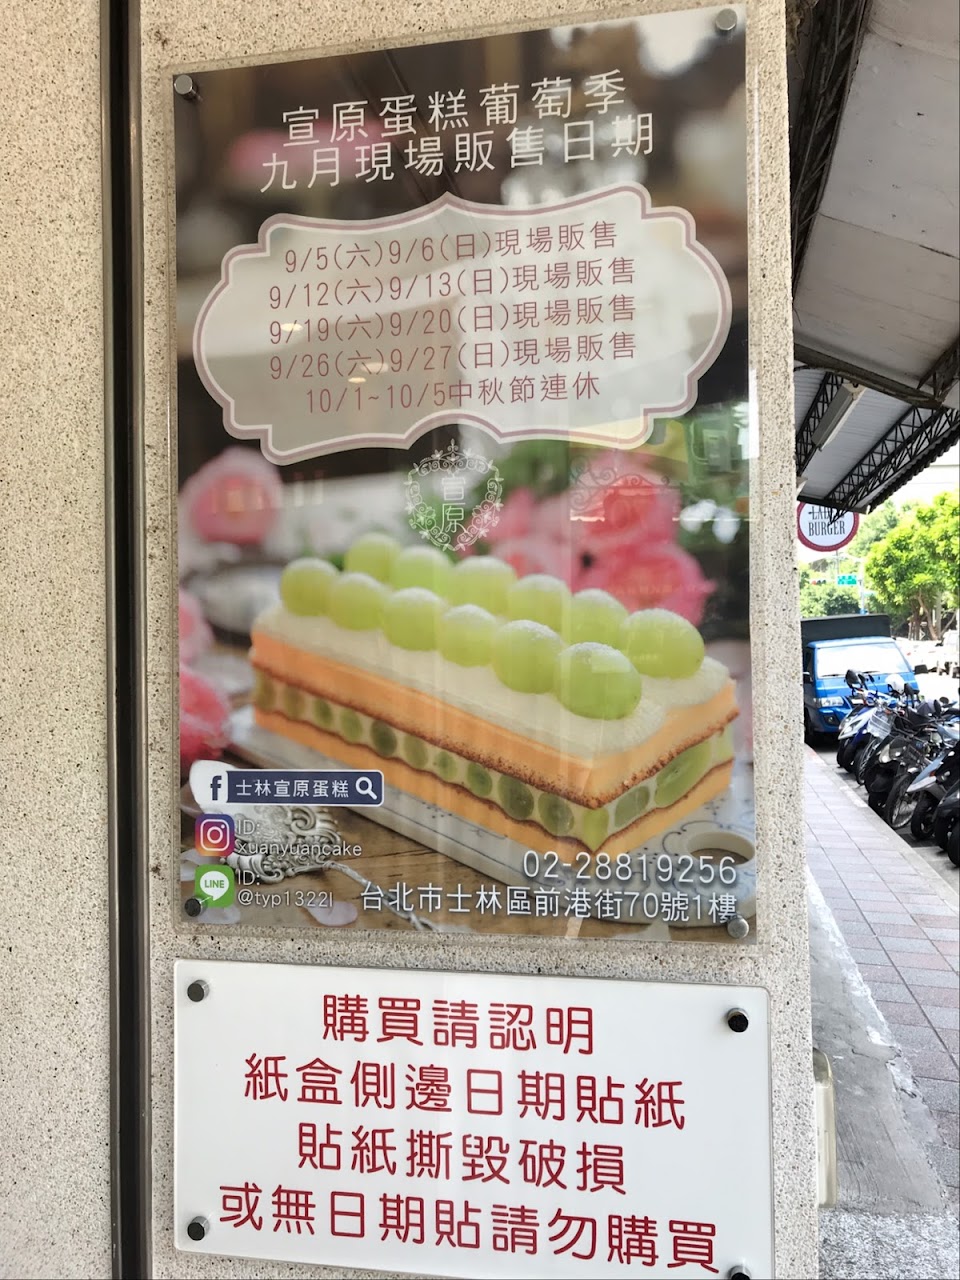 宣原蛋糕葡萄季
九月現場販售日期
9/5(六)9/6(日)現場販售
9/12(六)9/13(日)現場販售
9/19(六)9/20(日)現場販售
9/26(六)9/27(日)現場販售
10/1~10/5中秋節連休
宣原
f 士林宣原蛋糕
ID:
xuanyuancake
LINE
ID:
@typ1322l
02-28819256
台北市士林區前港街70號1樓
購買請認明
紙盒側邊日期貼紙
貼紙撕毀破損
或無日期貼請勿購買
BURGER